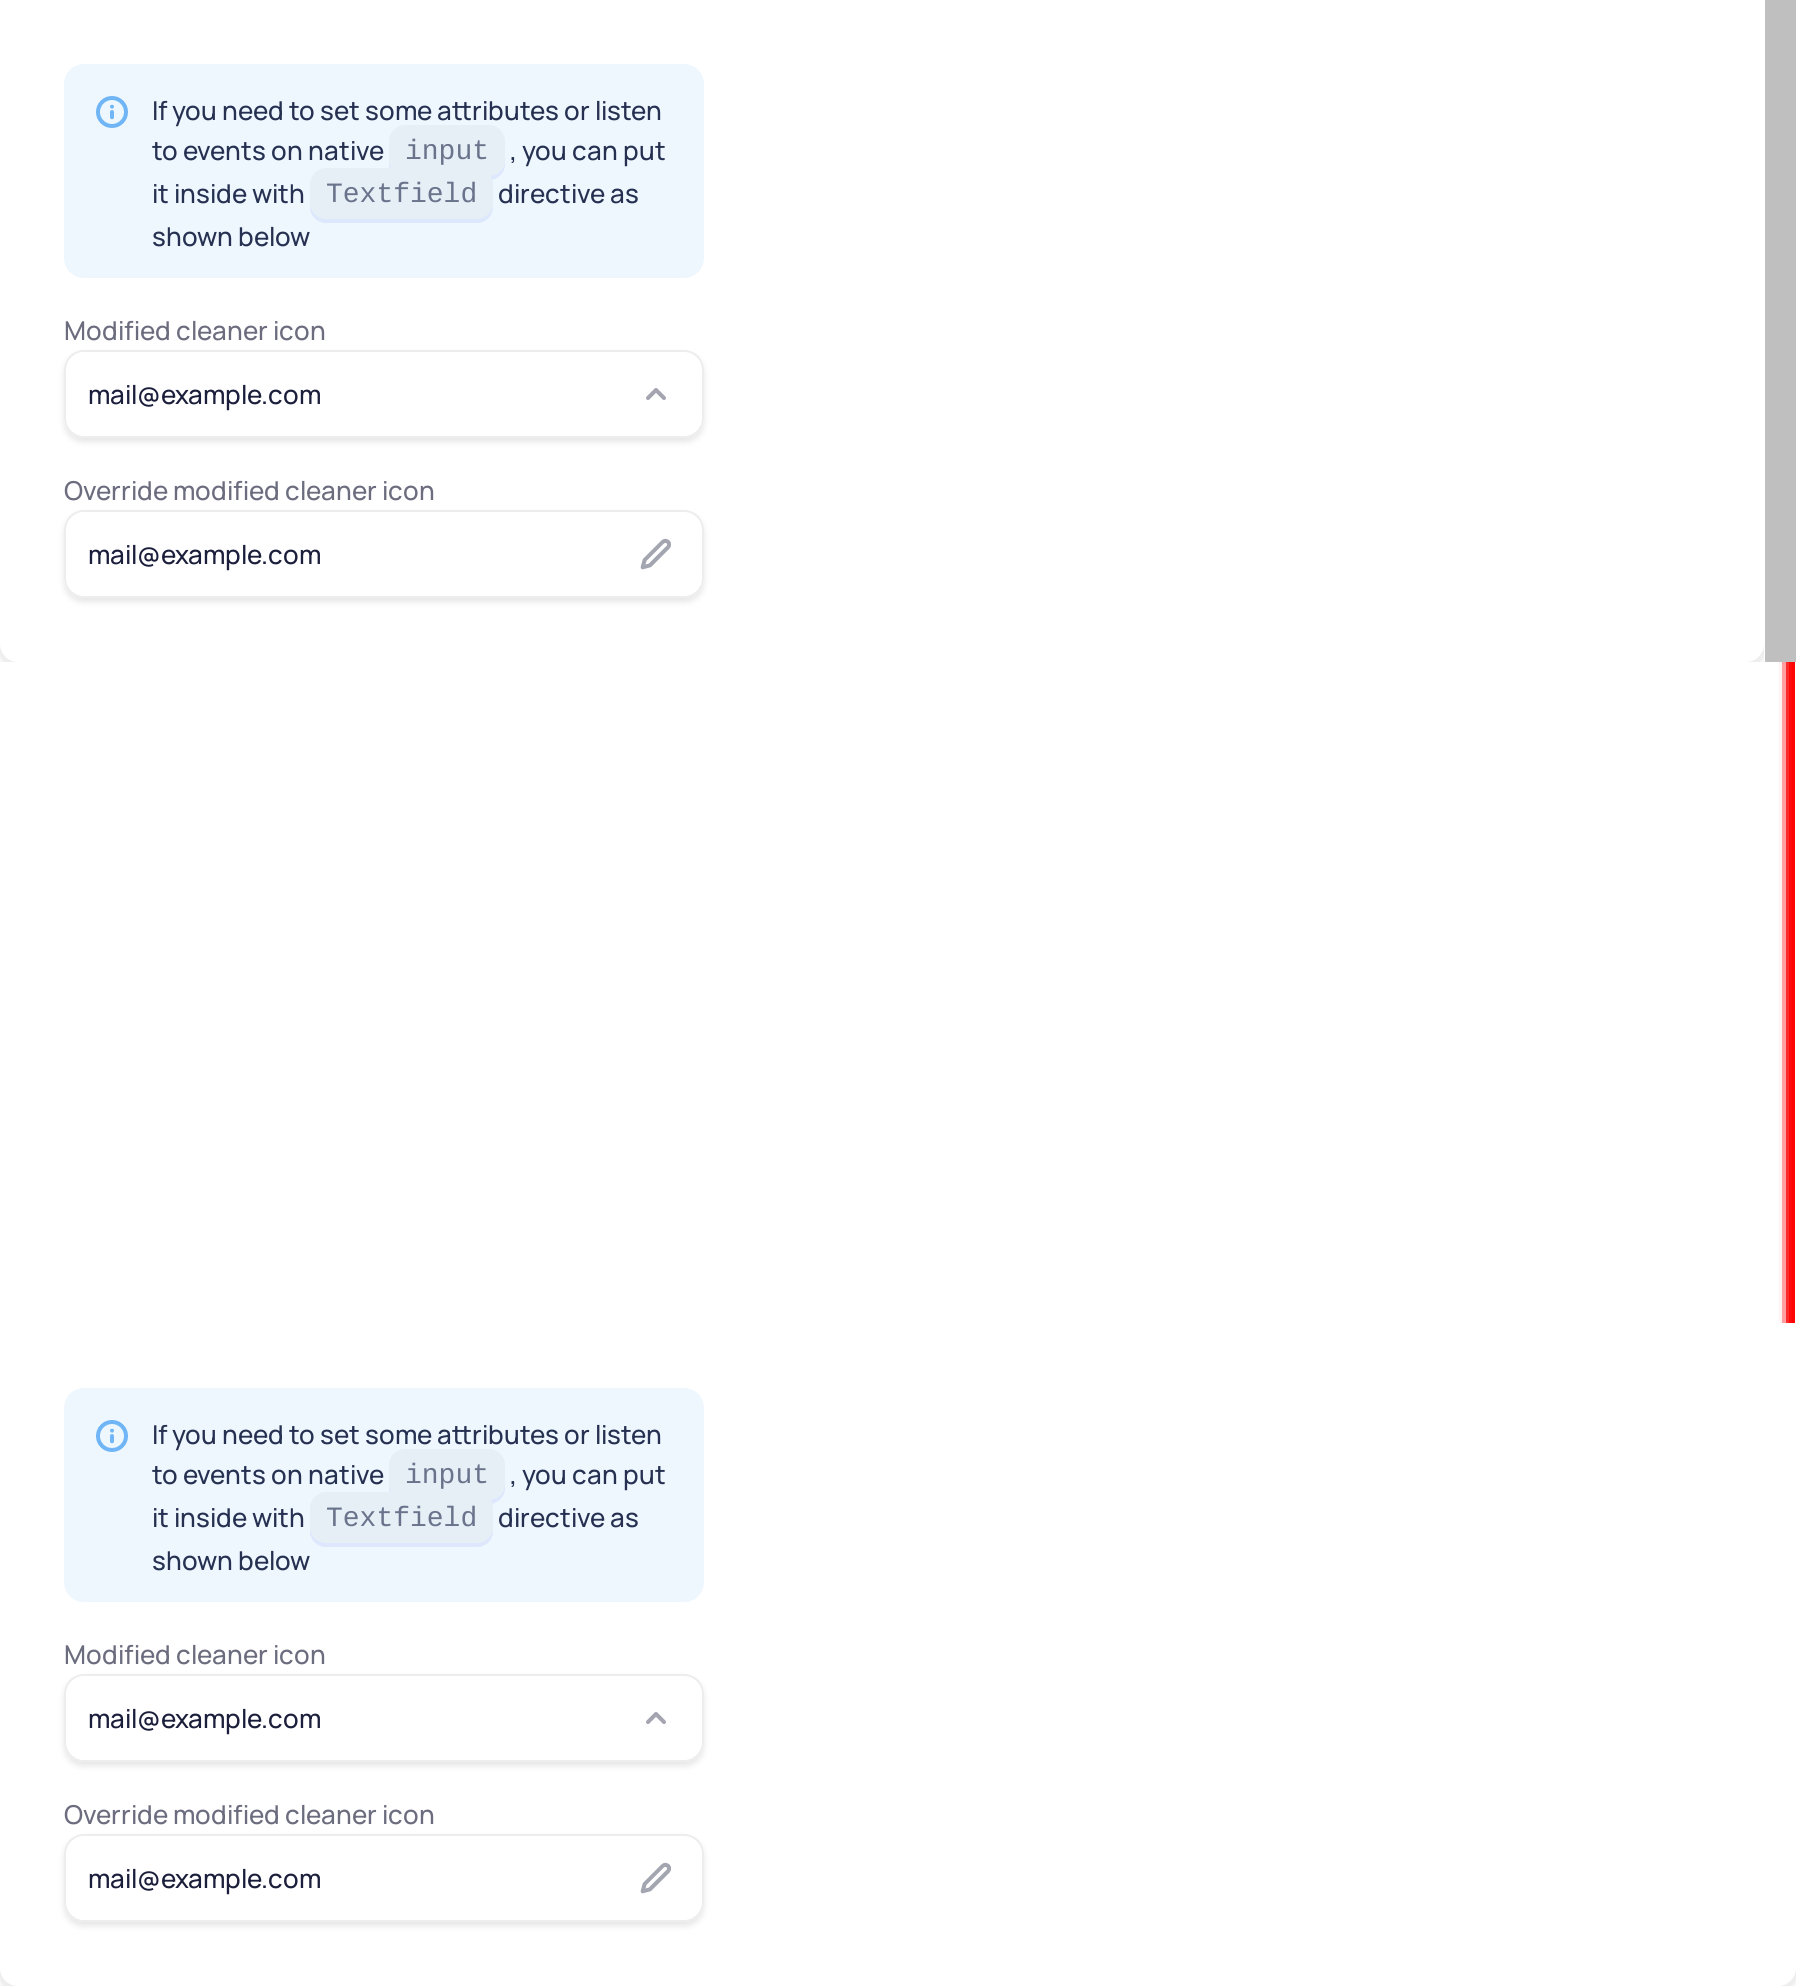 If you need to set some attributes or listen
to events on native input , you can put
it inside with Textfield directive as
shown below
Modified cleaner icon
mail@example.com
Override modified cleaner icon
mail@example.com
If you need to set some attributes or listen
to events on native input , you can put
it inside with Textfield directive as
shown below
Modified cleaner icon
mail@example.com
Override modified cleaner icon
mail@example.com